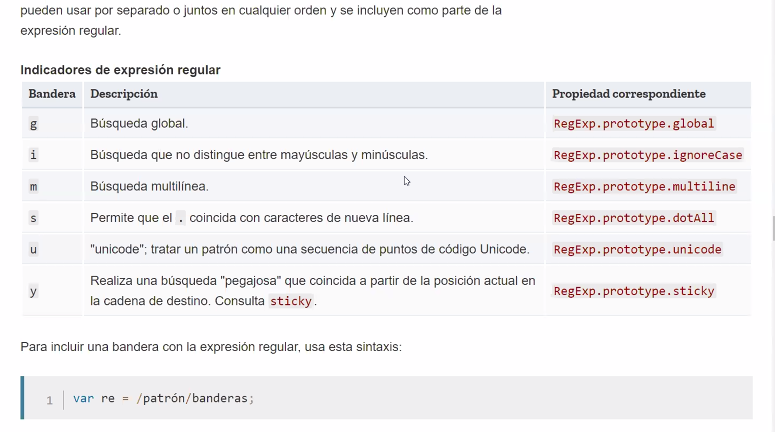 pueden usar por separado o juntos en cualquier orden y se incluyen como parte de la
expresión regular.
Indicadores de expresión regular
Bandera Descripción Propiedad correspondiente
g Búsqueda global. RegExp.prototype.global
i Búsqueda que no distingue entre mayúsculas y minúsculas. RegExp.prototype.ignoreCase
m Búsqueda multilínea. RegExp.prototype.multiline
s Permite que el . coincida con caracteres de nueva línea. RegExp.prototype.dotAll
u "unicode"; tratar un patrón como una secuencia de puntos de código Unicode. RegExp.prototype.unicode
y Realiza una búsqueda "pegajosa" que coincida a partir de la posición actual en
la cadena de destino. Consulta sticky. RegExp.prototype.sticky
Para incluir una bandera con la expresión regular, usa esta sintaxis:
1 var re = /patrón/banderas;